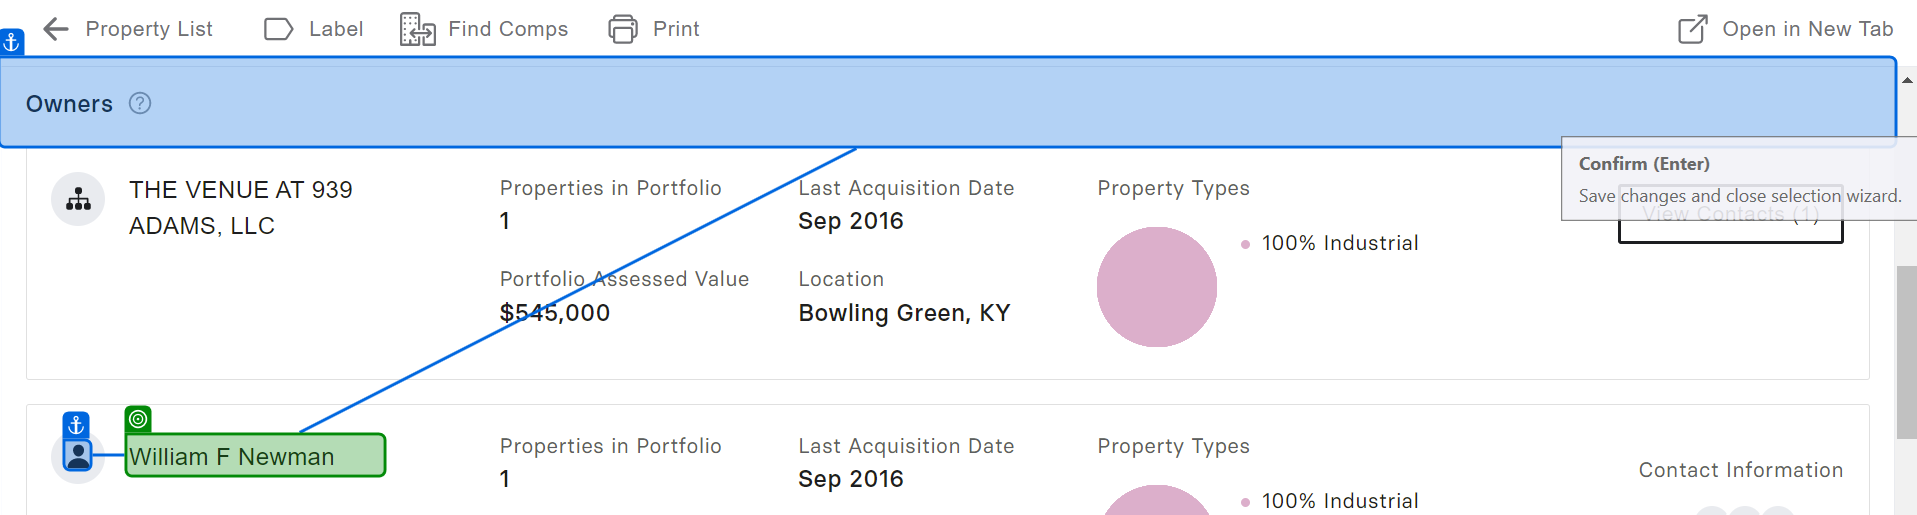 Property List
Label
Find Comps
Print
Open in New Tab
Owners ?
Confirm (Enter)
Save changes and close selection wizard.
View Contacts (1)
THE VENUE AT 939
ADAMS, LLC
Properties in Portfolio
1
Last Acquisition Date
Sep 2016
Property Types
100% Industrial
Portfolio Assessed Value
$545,000
Location
Bowling Green, KY
William F Newman
Properties in Portfolio
1
Last Acquisition Date
Sep 2016
Property Types
100% Industrial
Contact Information